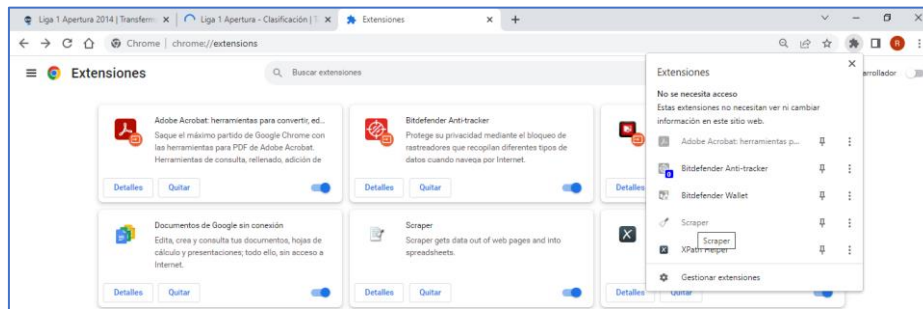 Liga 1 Apertura 2014 | Transferm
Liga 1 Apertura - Clasificación | T
Extensiones
Chrome | chrome://extensions
Extensiones
Buscar extensiones
arrollador
Adobe Acrobat: herramientas para convertir, ed...
Saque el máximo partido de Google Chrome con
las herramientas para PDF de Adobe Acrobat.
Herramientas de consulta, rellenado, adición de
Detalles
Quitar
Bitdefender Anti-tracker
Protege su privacidad mediante el bloqueo de
rastreadores que recopilan diferentes tipos de
datos cuando navega por Internet.
Detalles
Quitar
Detalles
Documentos de Google sin conexión
Edita, crea y consulta tus documentos, hojas de
cálculo y presentaciones; todo ello, sin acceso a
Internet.
Detalles
Quitar
Scraper
Scraper gets data out of web pages and into
spreadsheets.
Detalles
Quitar
Detalles
Quitar
Extensiones
No se necesita acceso
Estas extensiones no necesitan ver ni cambiar
información en este sitio web.
Adobe Acrobat: herramientas p...
Bitdefender Anti-tracker
Bitdefender Wallet
Scraper
Scraper
XPath Helper
Gestionar extensiones